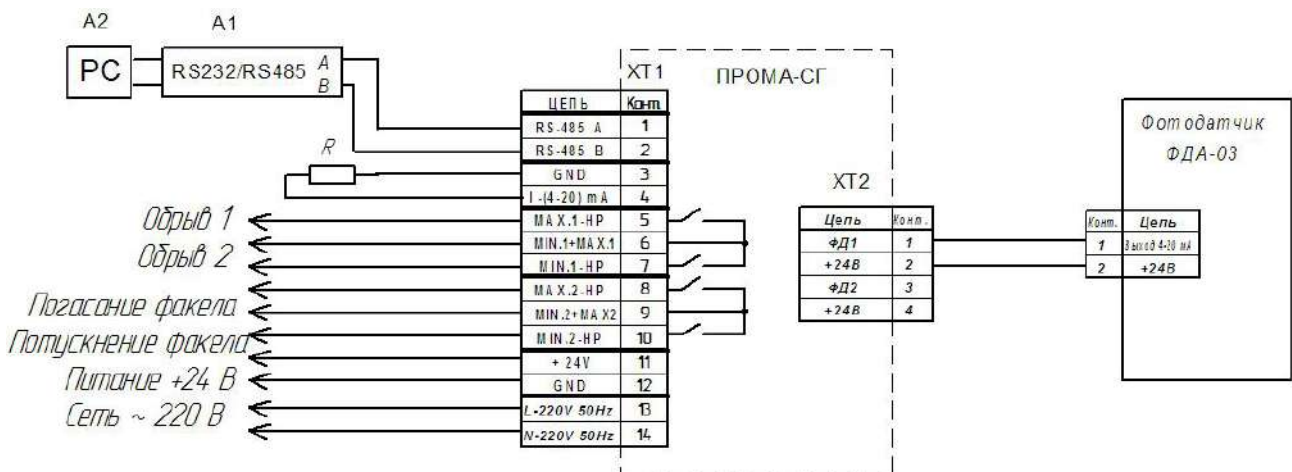 A2 A1
PC RS232/RS485 A
B
XT1 ПРОМА-СГ
ЦЕПЬ Конт.
RS-485 A 1
RS-485 B 2
R
GND 3
I-(4-20) mA 4
Обрыв 1 MAX.1-НР 5
MIN.1+MAX.1 6
Обрыв 2 MIN.1-НР 7
MAX.2-НР 8
Погасание факела MIN.2+MAX2 9
Потускнение факела MIN.2-НР 10
+24V 11
Питание +24 В GND 12
Сеть ~ 220 В L-220V 50Hz 13
N-220V 50Hz 14
XT2
Цепь Конт.
ФД1 1
+24В 2
ФД2 3
+24В 4
Фотодатчик
ФДА-03
Конт. Цепь
1 Выход 4-20 мА
2 +24В